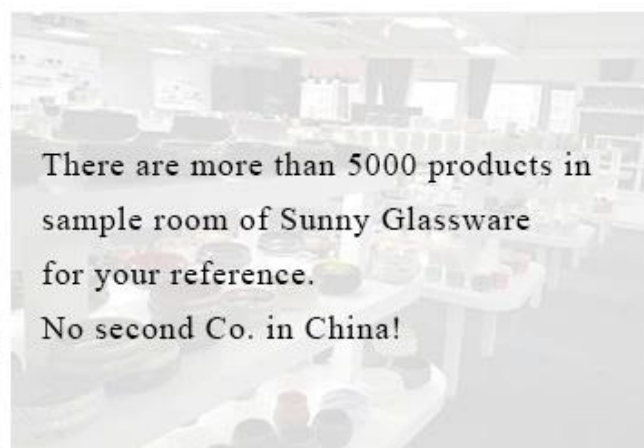 There are more than 5000 products in
sample room of Sunny Glassware
for your reference.
No second Co. in China!